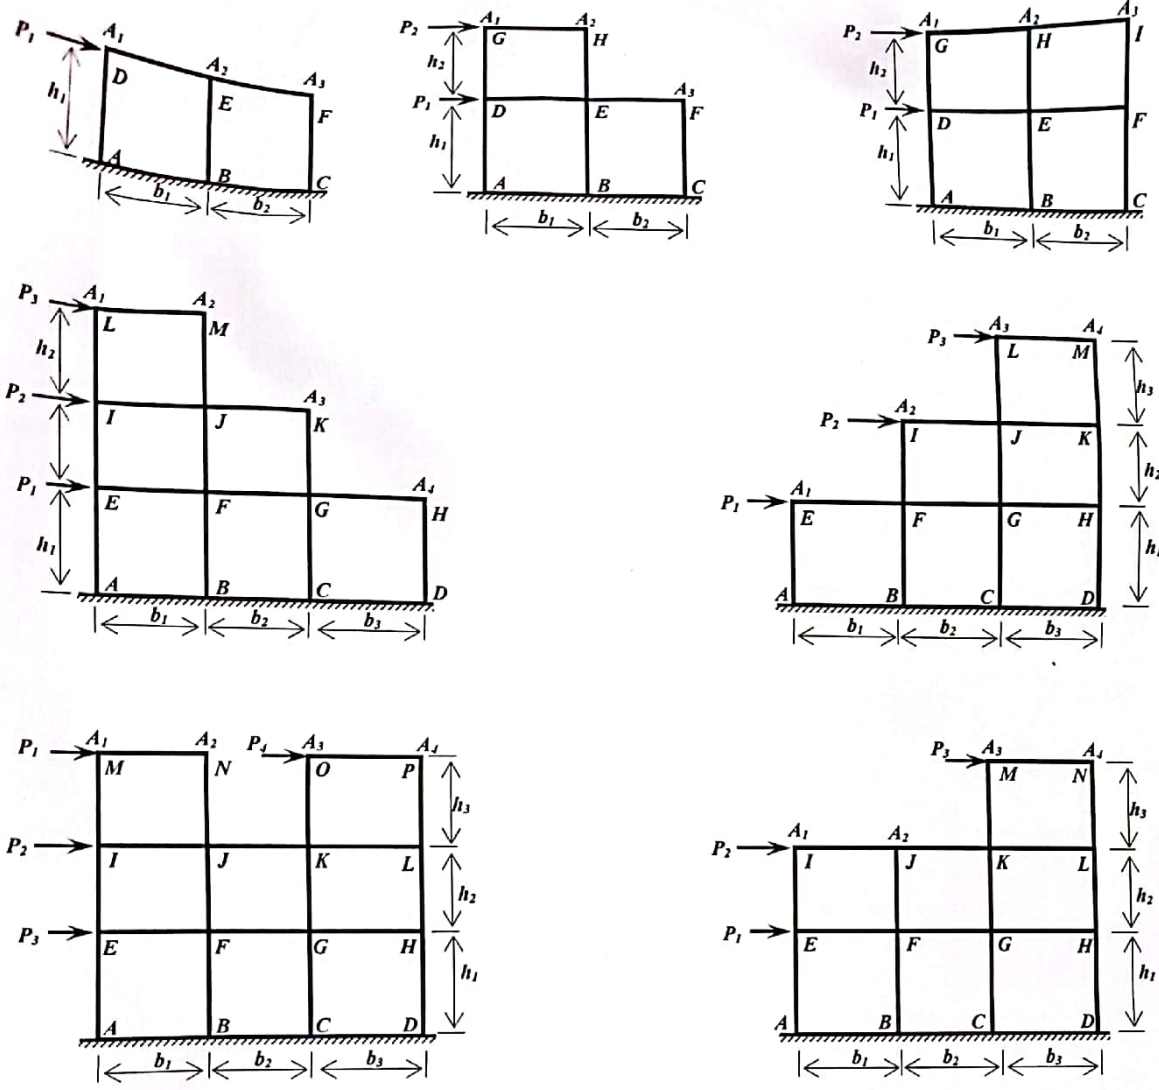 P₁ A₁ A₂ A₃
h₁ D E F
A B C
b₁ b₂
P₂ A₁ A₂
G H
h₂
P₁ A₃
D E F
h₁
A B C
b₁ b₂
P₂ A₁ A₂ A₃
G H I
h₂
P₁
D E F
h₁
A B C
b₁ b₂
P₃ A₁ A₂
L M
h₂
P₂ A₃
I J K
P₁ A₄
E F G H
h₁
A B C D
b₁ b₂ b₃
P₃ A₃ A₄
L M
h₃
P₂ A₂
I J K
h₂
P₁ A₁
E F G H
h₁
A B C D
b₁ b₂ b₃
P₁ A₁ A₂ P₄ A₃ A₄
M N O P
h₃
P₂
I J K L
h₂
P₃
E F G H
h₁
A B C D
b₁ b₂ b₃
P₃ A₃ A₄
M N
h₃
P₂ A₁ A₂
I J K L
h₂
P₁
E F G H
h₁
A B C D
b₁ b₂ b₃